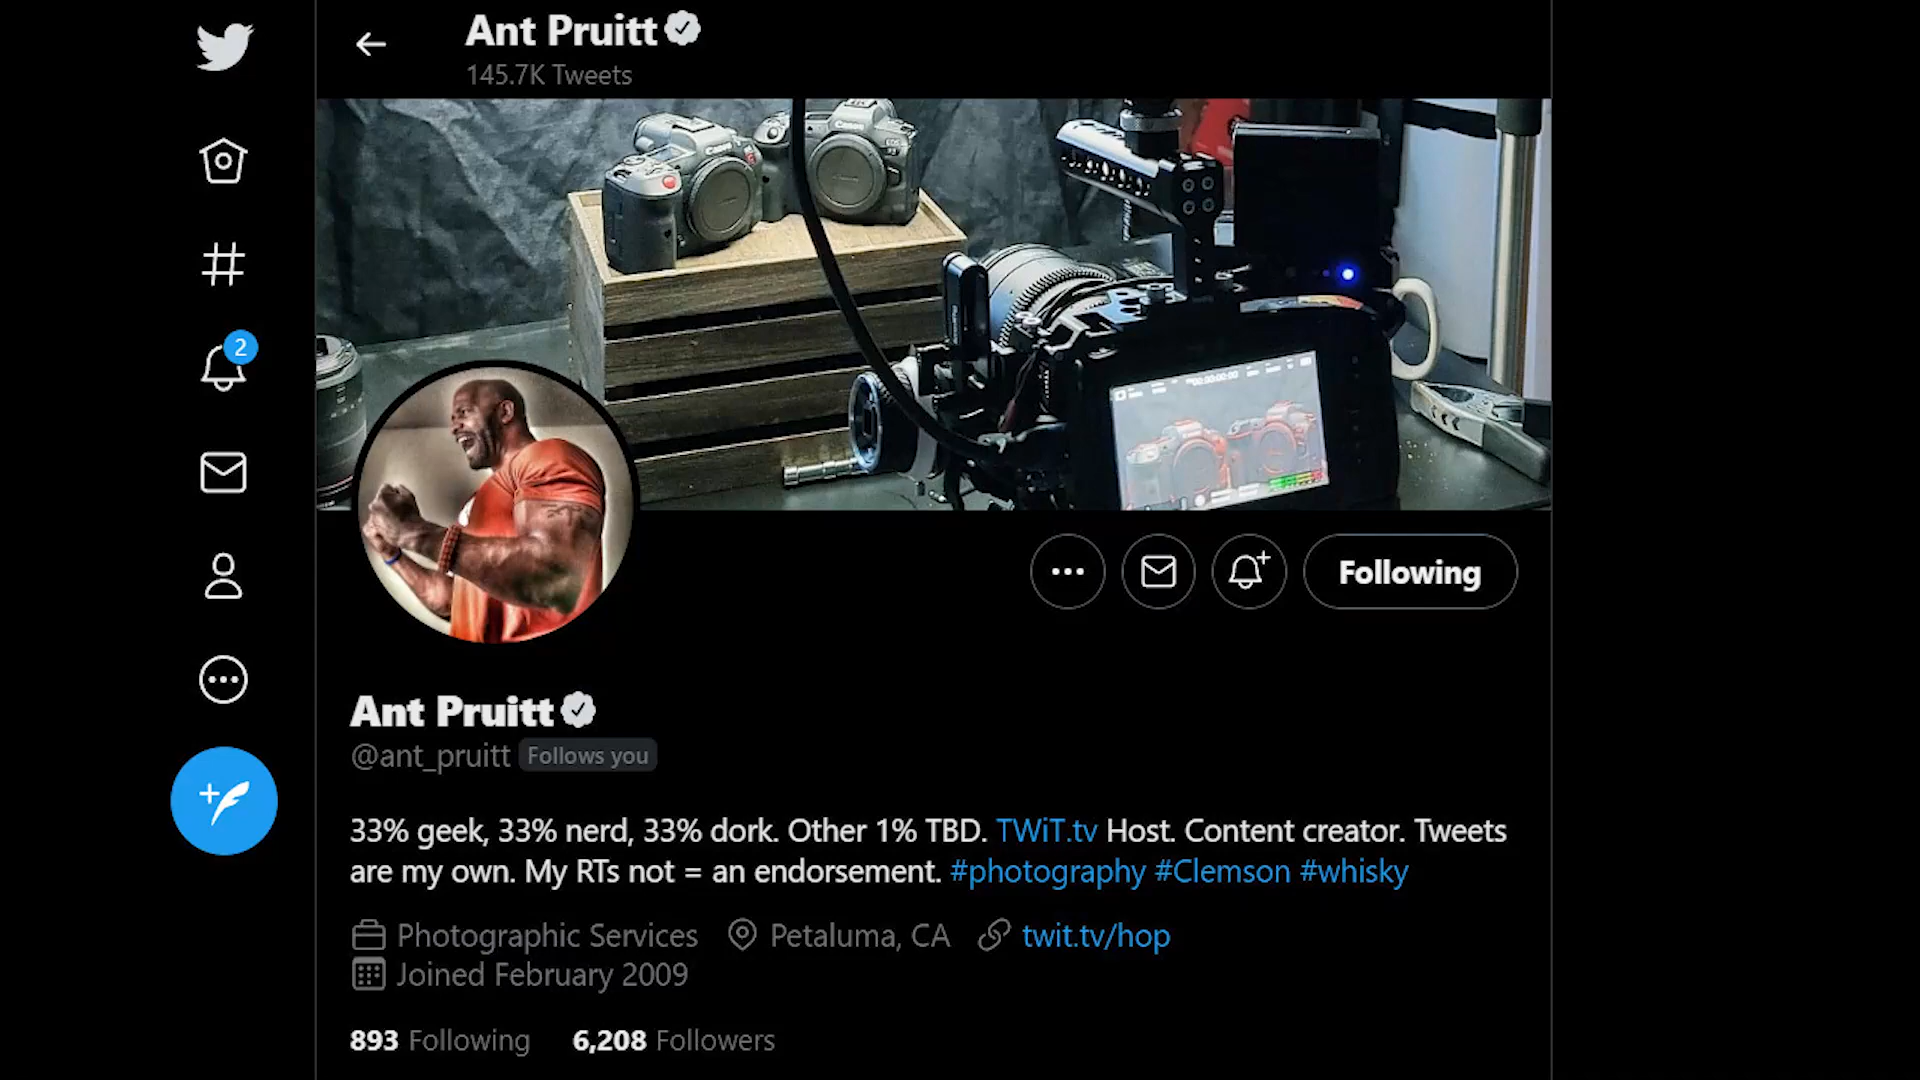 Ant Pruitt
145.7K Tweets
Canon
Canon
2
Following
Ant Pruitt
@ant_pruitt Follows you
33% geek, 33% nerd, 33% dork. Other 1% TBD. TWiT.tv Host. Content creator. Tweets
are my own. My RTs not = an endorsement. #photography #Clemson #whisky
Photographic Services Petaluma, CA twit.tv/hop
Joined February 2009
893 Following 6,208 Followers